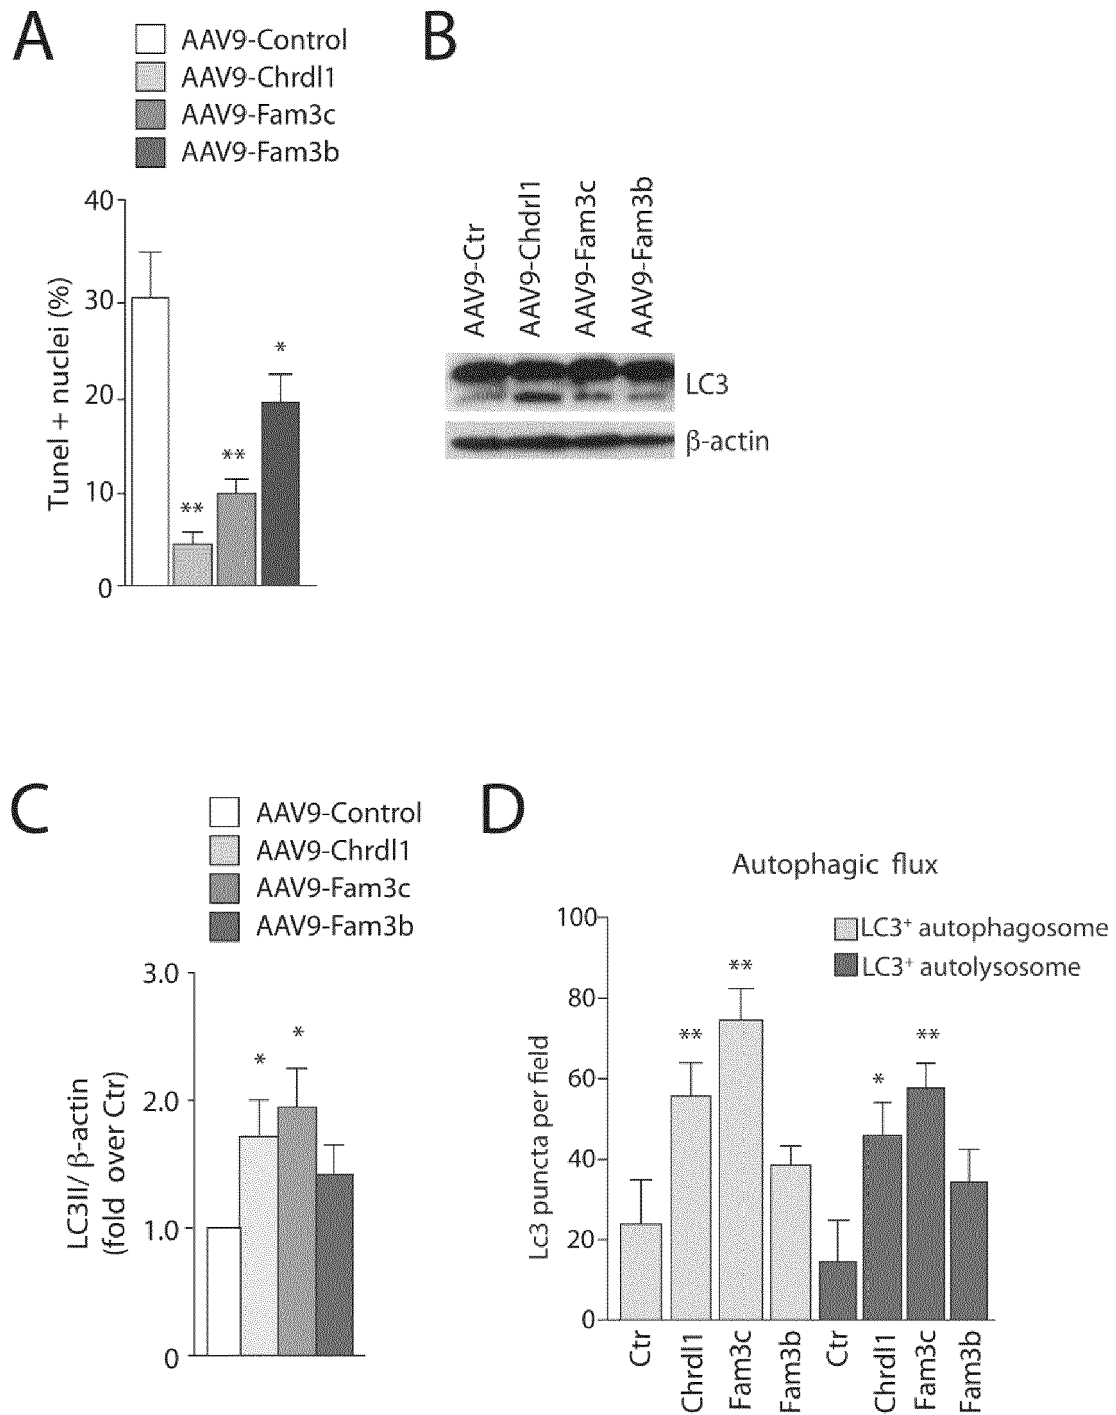 A
AAV9-Control
AAV9-Chrdl1
AAV9-Fam3c
AAV9-Fam3b
Tunel + nuclei (%)
40
30
20
10
0
**
**
*
B
AAV9-Ctr
AAV9-Chdrl1
AAV9-Fam3c
AAV9-Fam3b
LC3
β-actin
C
AAV9-Control
AAV9-Chrdl1
AAV9-Fam3c
AAV9-Fam3b
LC3II/ β-actin
(fold over Ctr)
3.0
2.0
1.0
0
*
*
D
Autophagic flux
LC3⁺ autophagosome
LC3⁺ autolysosome
Lc3 puncta per field
100
80
60
40
20
0
**
**
*
**
Ctr
Chrdl1
Fam3c
Fam3b
Ctr
Chrdl1
Fam3c
Fam3b